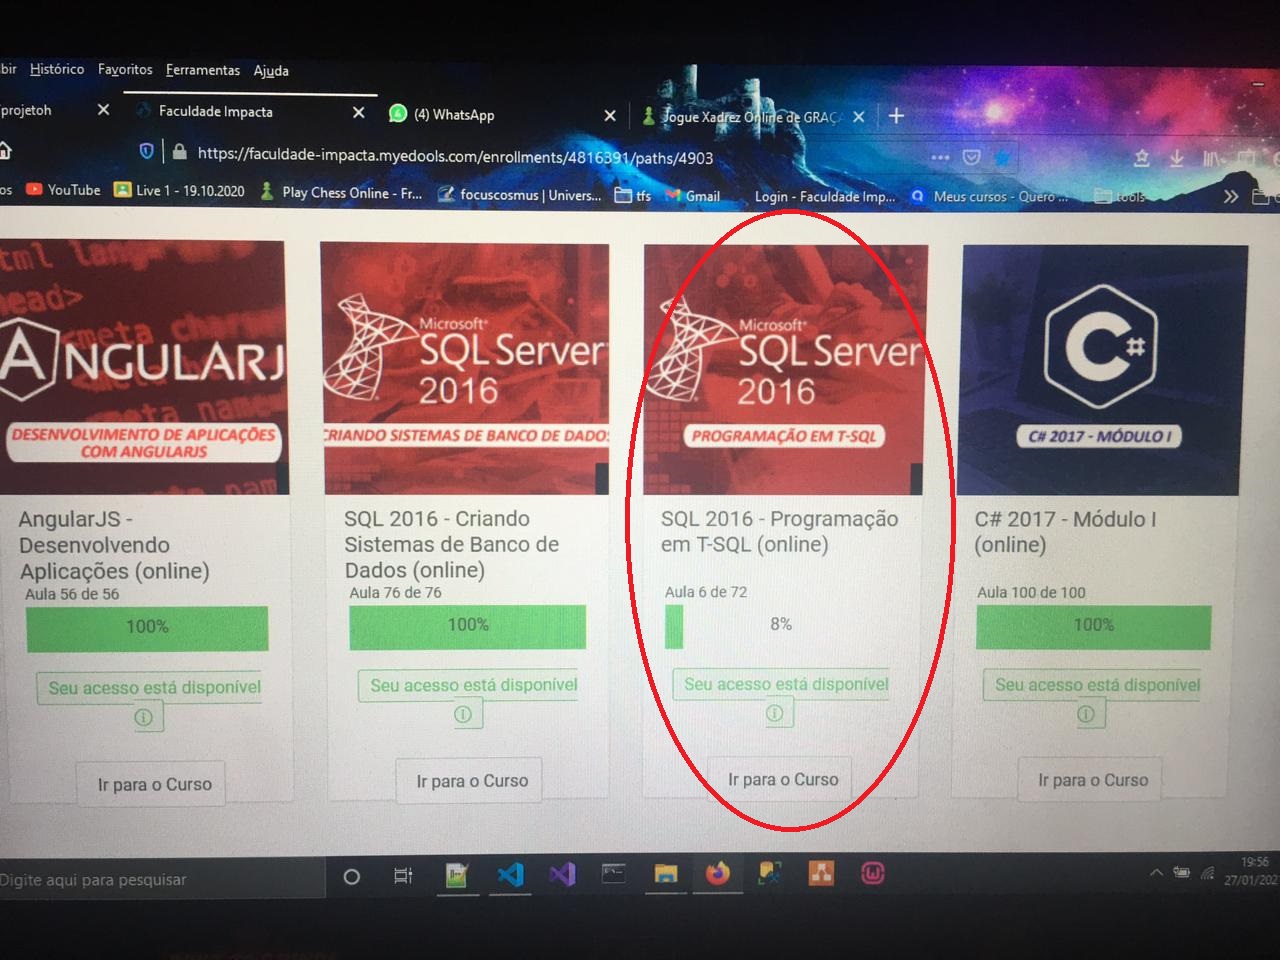 Histórico Favoritos Ferramentas Ajuda
projetoh
Faculdade Impacta
(4) WhatsApp
Jogue Xadrez Online de GRAÇA
https://faculdade-impacta.myedools.com/enrollments/4816391/paths/4903
YouTube
Live 1 - 19.10.2020
Play Chess Online - Fr...
focuscosmus | Univers...
tfs
Gmail
Login - Faculdade Imp...
Meus cursos - Quero ...
tools
ANGULARJ
DESENVOLVIMENTO DE APLICAÇÕES
COM ANGULARJS
AngularJS -
Desenvolvendo
Aplicações (online)
Aula 56 de 56
100%
Seu acesso está disponível
Ir para o Curso
Microsoft®
SQL Server
2016
CRIANDO SISTEMAS DE BANCO DE DADOS
SQL 2016 - Criando
Sistemas de Banco de
Dados (online)
Aula 76 de 76
100%
Seu acesso está disponível
Ir para o Curso
Microsoft®
SQL Server
2016
PROGRAMAÇÃO EM T-SQL
SQL 2016 - Programação
em T-SQL (online)
Aula 6 de 72
8%
Seu acesso está disponível
Ir para o Curso
C#
C# 2017 - MÓDULO I
C# 2017 - Módulo I
(online)
Aula 100 de 100
100%
Seu acesso está disponível
Ir para o Curso
Digite aqui para pesquisar
19:56
27/01/202